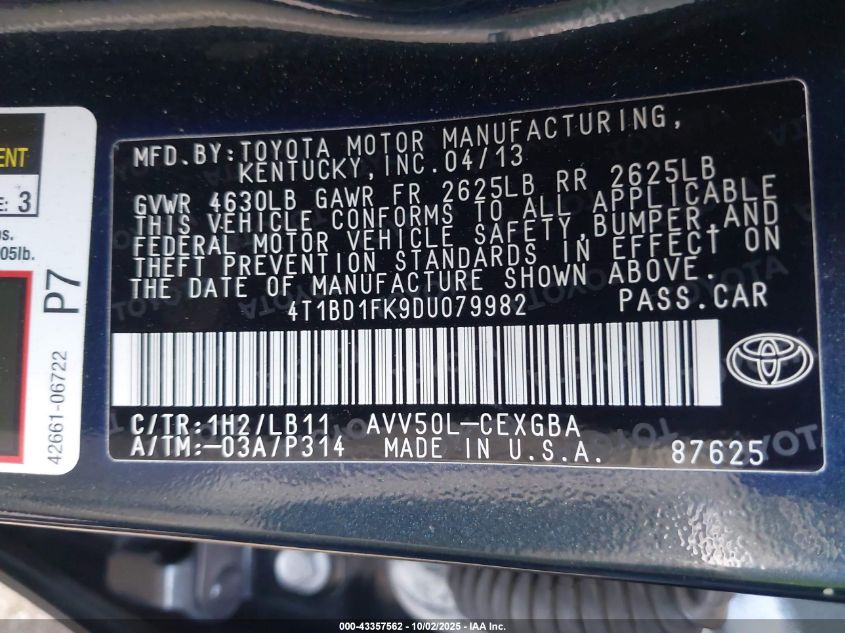 MFD.BY:TOYOTA MOTOR MANUFACTURING,
KENTUCKY,INC.04/13
GVWR 4630LB GAWR FR 2625LB RR 2625LB
THIS VEHICLE CONFORMS TO ALL APPLICABLE
FEDERAL MOTOR VEHICLE SAFETY,BUMPER,AND
THEFT PREVENTION STANDARDS IN EFFECT ON
THE DATE OF MANUFACTURE SHOWN ABOVE.
4T1BD1FK9DU079982 PASS.CAR
C/TR:1H2/LB11 AVV50L-CEXGBA
A/TM:-03A/P314 MADE IN U.S.A. 87625
E: 3
05lb.
P7
42661-06722
TOYOTA
000-43357562 - 10/02/2025 - IAA Inc.